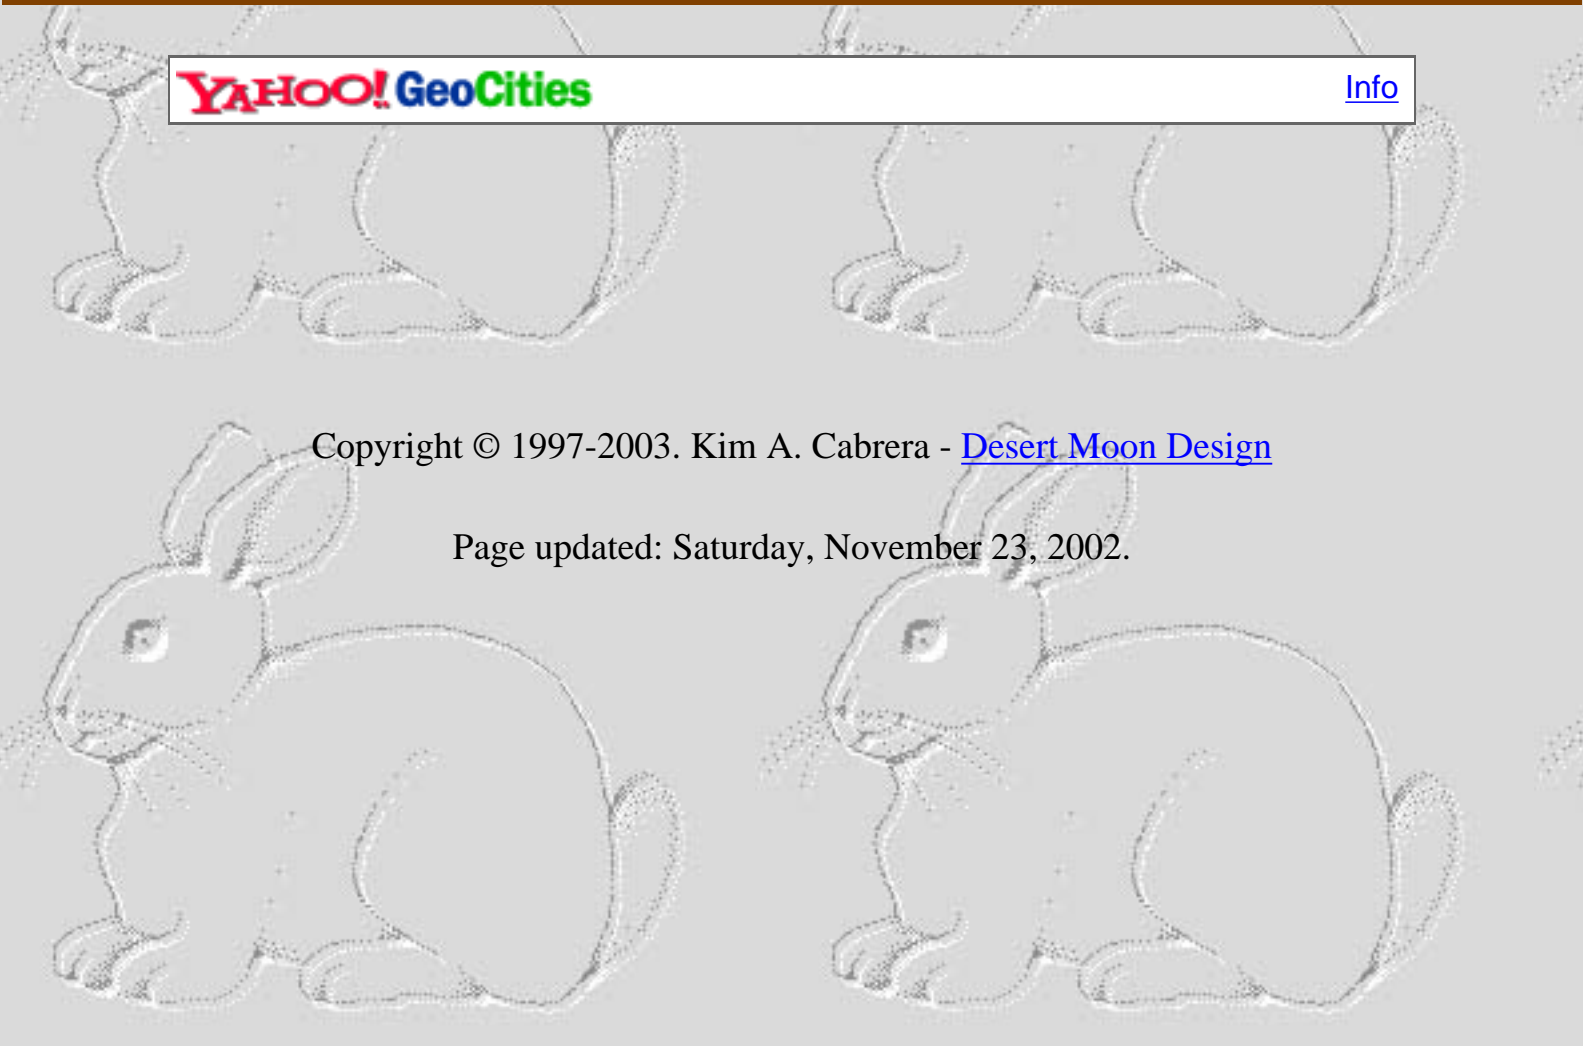 YAHOO! GeoCities Info
Copyright © 1997-2003. Kim A. Cabrera - Desert Moon Design
Page updated: Saturday, November 23, 2002.